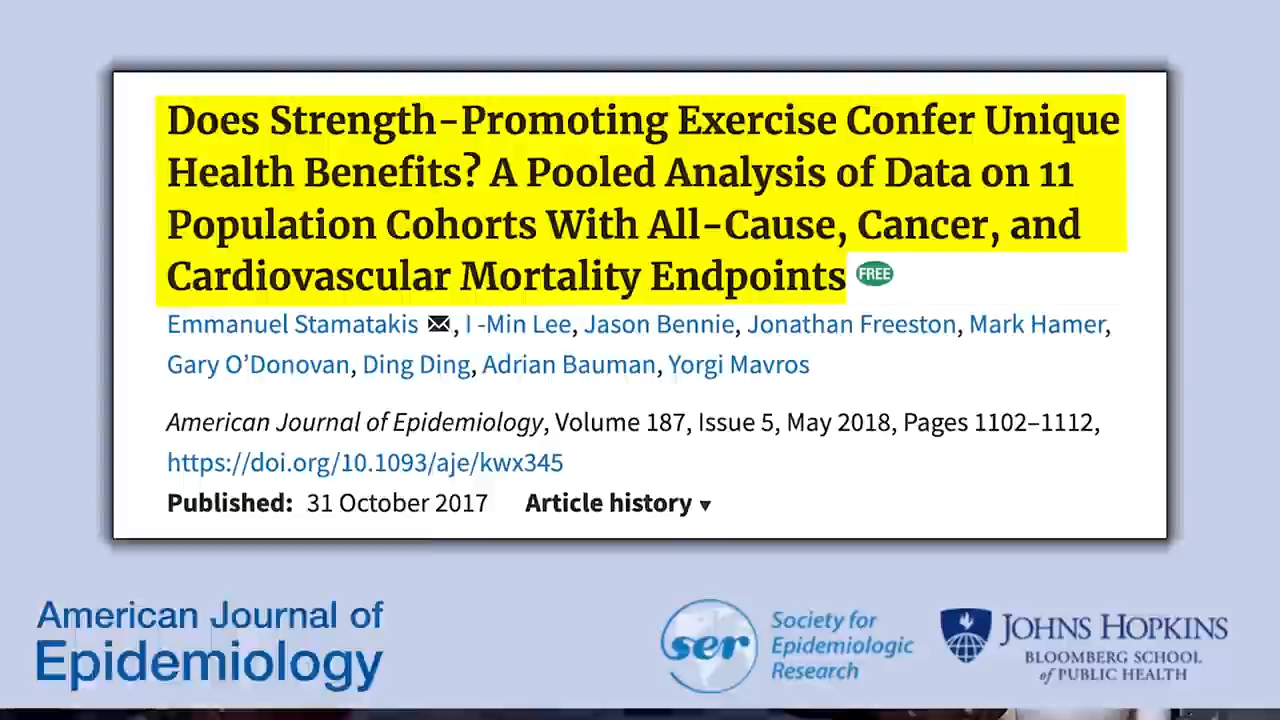 Does Strength-Promoting Exercise Confer Unique
Health Benefits? A Pooled Analysis of Data on 11
Population Cohorts With All-Cause, Cancer, and
Cardiovascular Mortality Endpoints FREE
Emmanuel Stamatakis, I -Min Lee, Jason Bennie, Jonathan Freeston, Mark Hamer,
Gary O’Donovan, Ding Ding, Adrian Bauman, Yorgi Mavros
American Journal of Epidemiology, Volume 187, Issue 5, May 2018, Pages 1102–1112,
https://doi.org/10.1093/aje/kwx345
Published: 31 October 2017 Article history ▾
American Journal of
Epidemiology
ser
Society for
Epidemiologic
Research
JOHNS HOPKINS
BLOOMBERG SCHOOL
of PUBLIC HEALTH